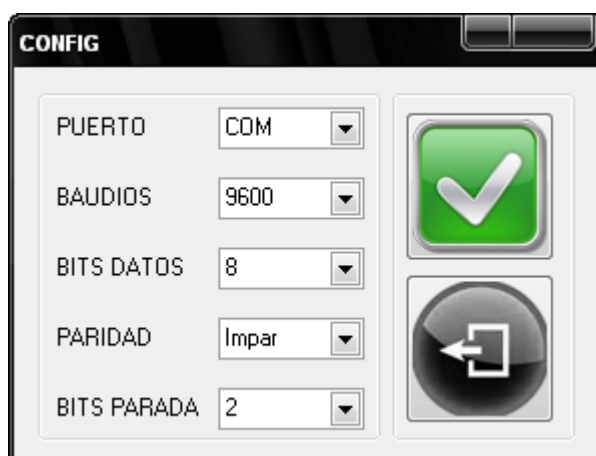 CONFIG
PUERTO COM
BAUDIOS 9600
BITS DATOS 8
PARIDAD Impar
BITS PARADA 2